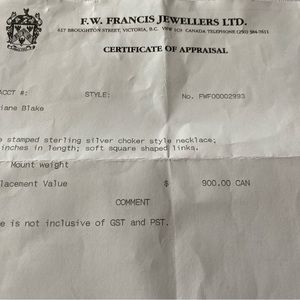 F.W. FRANCIS JEWELLERS LTD.
617 BROUGHTON STREET, VICTORIA, B.C. V8W 1C9 CANADA. TELEPHONE (250) 384-7611
CERTIFICATE OF APPRAISAL
ACCT #: STYLE: No. FWF00002993
iane Blake
e stamped sterling silver choker style necklace;
inches in length; soft square shaped links.
Mount weight
lacement Value $ 900.00 CAN
COMMENT
e is not inclusive of GST and PST.